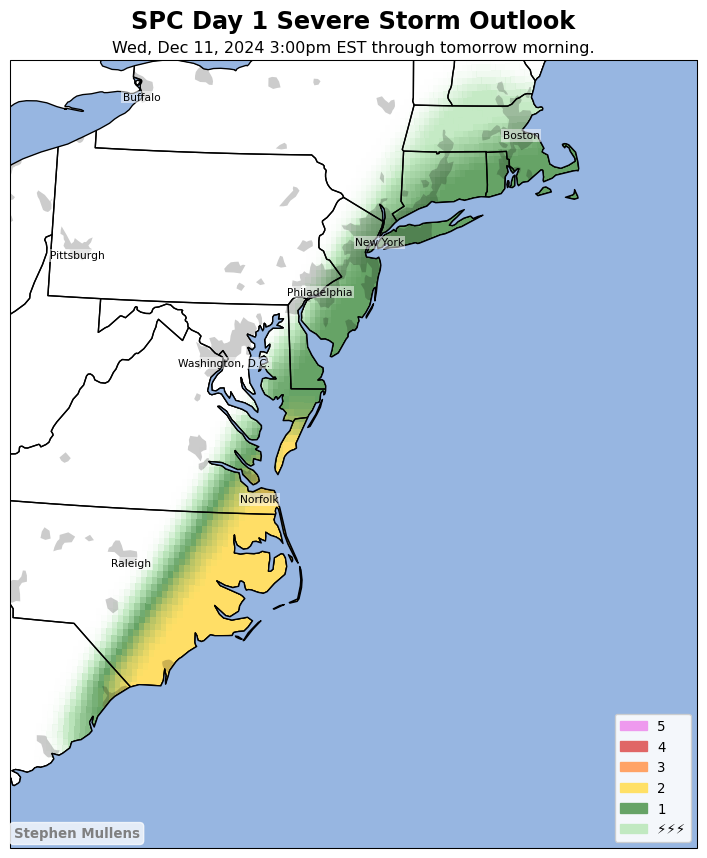 SPC Day 1 Severe Storm Outlook
Wed, Dec 11, 2024 3:00pm EST through tomorrow morning.
Buffalo
Boston
New York
Pittsburgh
Philadelphia
Washington, D.C.
Norfolk
Raleigh
5
4
3
2
1
⚡⚡⚡
Stephen Mullens